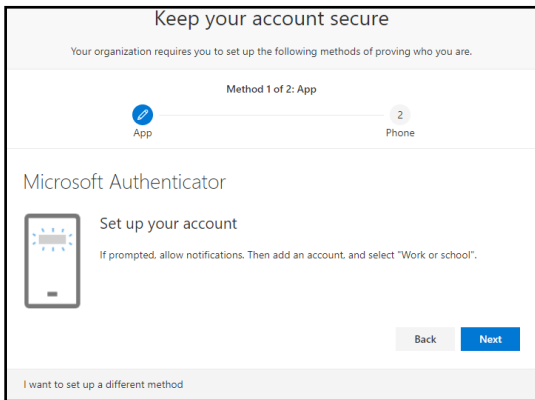 Keep your account secure
Your organization requires you to set up the following methods of proving who you are.
Method 1 of 2: App
2
App
Phone
Microsoft Authenticator
Set up your account
If prompted, allow notifications. Then add an account, and select "Work or school".
Back
Next
I want to set up a different method